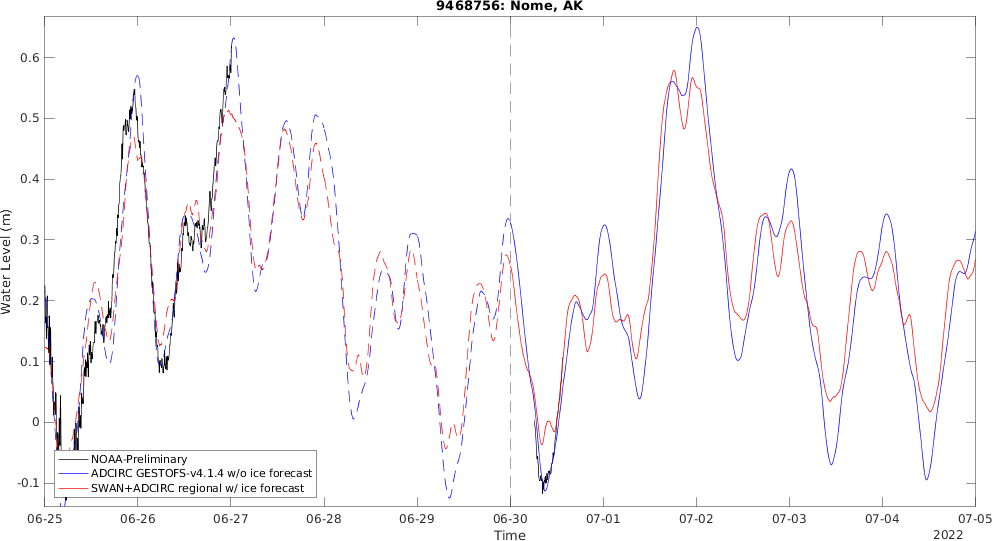 9468756: Nome, AK
Water Level (m)
0.6
0.5
0.4
0.3
0.2
0.1
0
-0.1
NOAA-Preliminary
ADCIRC GESTOFS-v4.1.4 w/o ice forecast
SWAN+ADCIRC regional w/ ice forecast
06-25 06-26 06-27 06-28 06-29 06-30 07-01 07-02 07-03 07-04 07-05
Time
2022